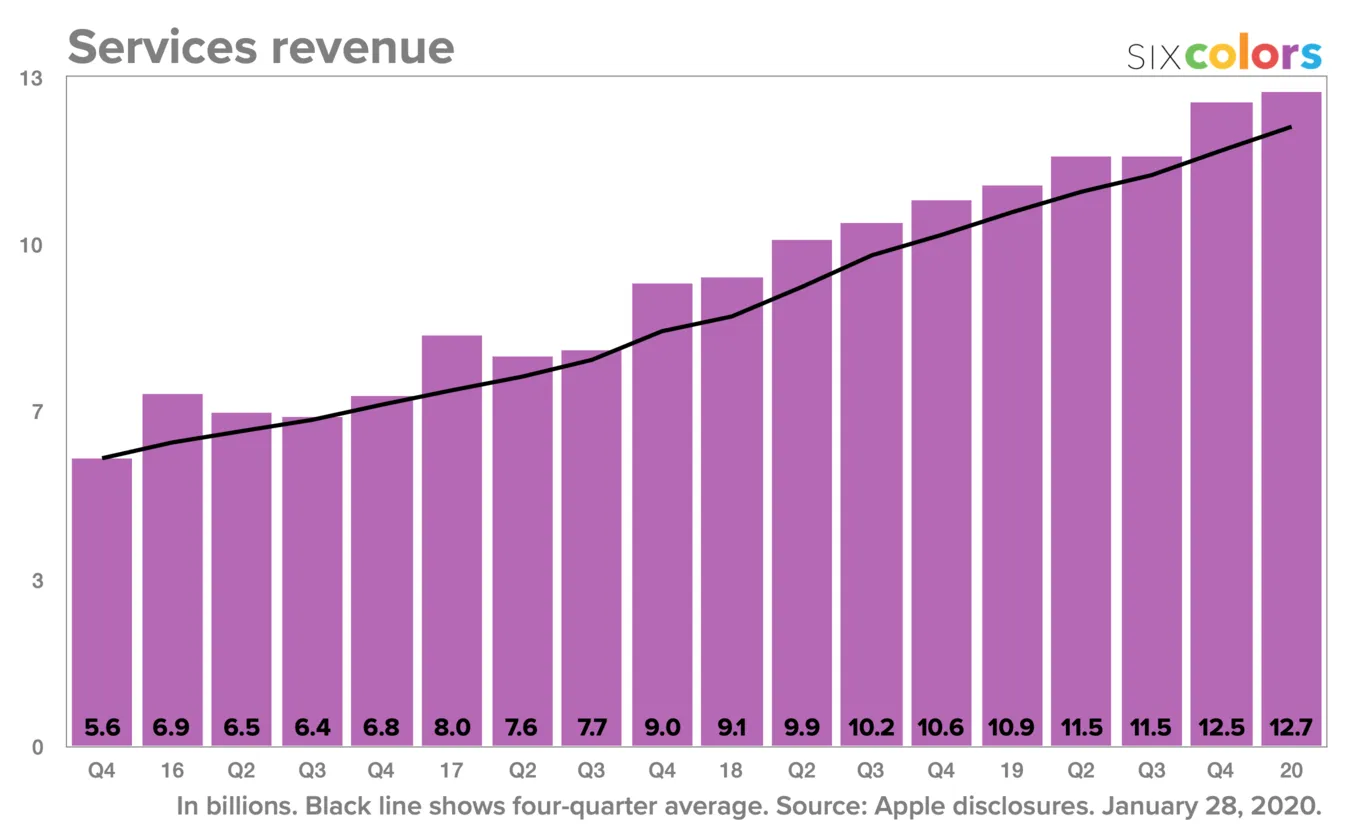 Services revenue
sixcolors
13
10
7
3
0
5.6 6.9 6.5 6.4 6.8 8.0 7.6 7.7 9.0 9.1 9.9 10.2 10.6 10.9 11.5 11.5 12.5 12.7
Q4 16 Q2 Q3 Q4 17 Q2 Q3 Q4 18 Q2 Q3 Q4 19 Q2 Q3 Q4 20
In billions. Black line shows four-quarter average. Source: Apple disclosures. January 28, 2020.